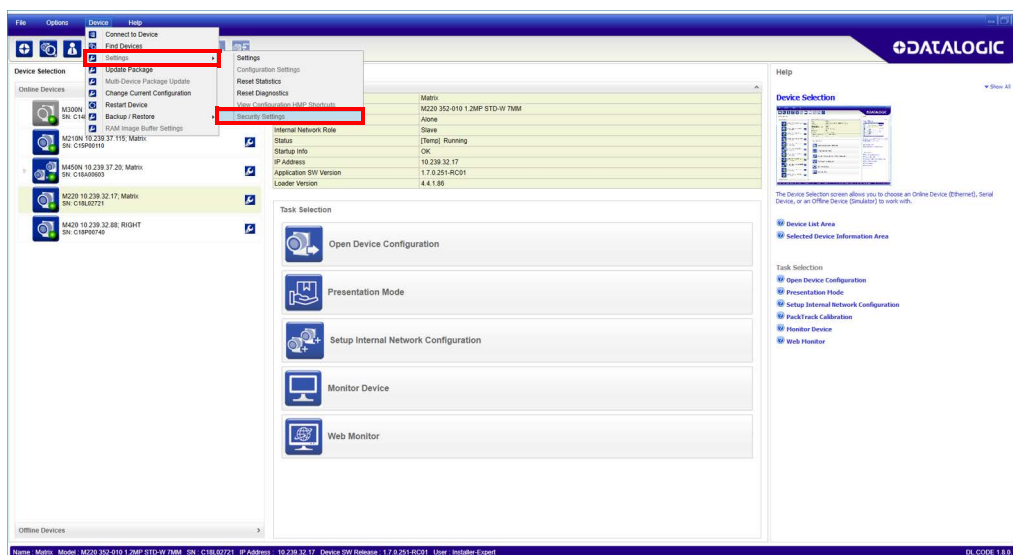 File Options Device Help
Connect to Device
Find Devices
Settings
Update Package
Multi-Device Package Update
Change Current Configuration
Restart Device
Backup / Restore
RAM Image Buffer Settings
Settings
Configuration Settings
Reset Statistics
Reset Diagnostics
View Configuration HMP Shortcuts
Security Settings
DATALOGIC
Device Selection
Online Devices
M300N
SN: C14
M210N 10.239.37.115; Matrix
SN: C15P00110
M450N 10.239.37.20; Matrix
SN: C18A00603
M220 10.239.32.17; Matrix
SN: C18L02721
M420 10.239.32.88; RIGHT
SN: C18P00740
Offline Devices
Matrix
M220 352-010 1.2MP STD-W 7MM
Alone
Internal Network Role Slave
Status [Temp] Running
Startup Info OK
IP Address 10.239.32.17
Application SW Version 1.7.0.251-RC01
Loader Version 4.4.1.86
Task Selection
Open Device Configuration
Presentation Mode
Setup Internal Network Configuration
Monitor Device
Web Monitor
Help
Show All
Device Selection
The Device Selection screen allows you to choose an Online Device (Ethernet), Serial
Device, or an Offline Device (Simulator) to work with.
Device List Area
Selected Device Information Area
Task Selection
Open Device Configuration
Presentation Mode
Setup Internal Network Configuration
PackTrack Calibration
Monitor Device
Web Monitor
Name : Matrix Model : M220 352-010 1.2MP STD-W 7MM SN : C18L02721 IP Address : 10.239.32.17 Device SW Release : 1.7.0.251-RC01 User : Installer-Expert DL.CODE 1.8.0